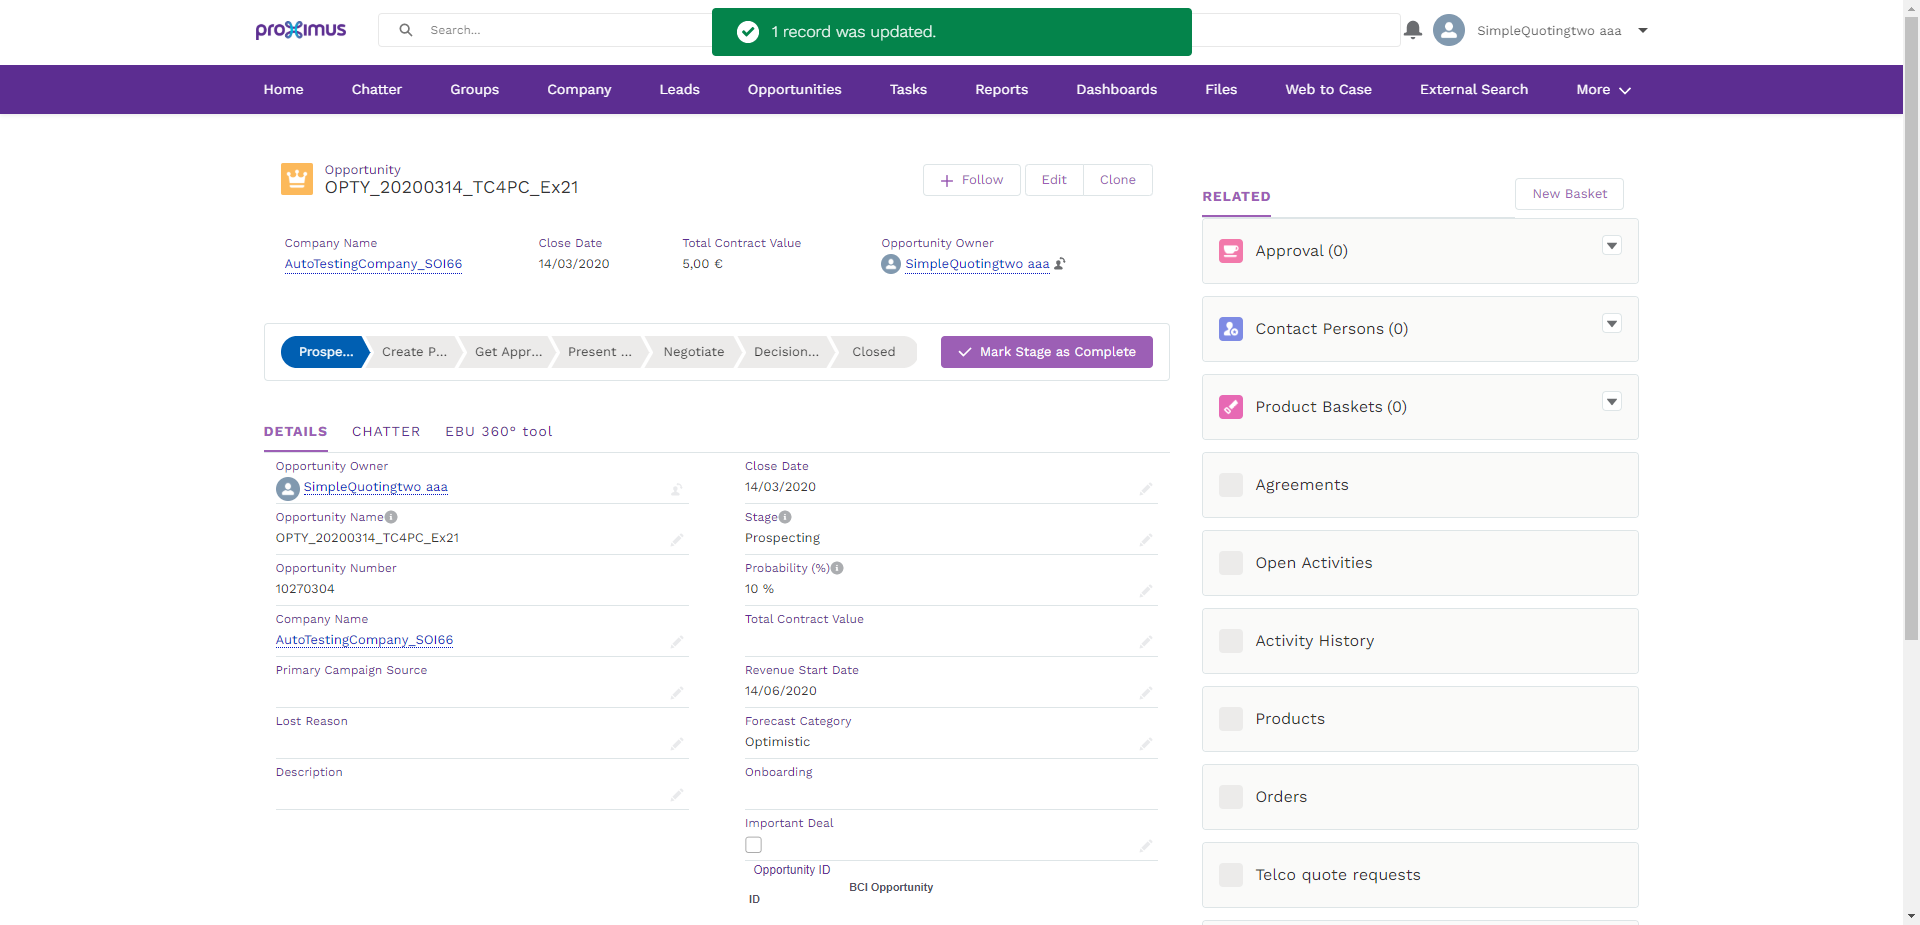 proximus
Search...
1 record was updated.
SimpleQuotingtwo aaa
Home Chatter Groups Company Leads Opportunities Tasks Reports Dashboards Files Web to Case External Search More
Opportunity
OPTY_20200314_TC4PC_Ex21
Follow Edit Clone
Company Name Close Date Total Contract Value Opportunity Owner
AutoTestingCompany_SOI66 14/03/2020 5,00 € SimpleQuotingtwo aaa
Prospe... Create P... Get Appr... Present ... Negotiate Decision... Closed Mark Stage as Complete
DETAILS CHATTER EBU 360° tool
Opportunity Owner
SimpleQuotingtwo aaa
Opportunity Name
OPTY_20200314_TC4PC_Ex21
Opportunity Number
10270304
Company Name
AutoTestingCompany_SOI66
Primary Campaign Source
Lost Reason
Description
Close Date
14/03/2020
Stage
Prospecting
Probability (%)
10 %
Total Contract Value
Revenue Start Date
14/06/2020
Forecast Category
Optimistic
Onboarding
Important Deal
Opportunity ID
BCI Opportunity
ID
RELATED
New Basket
Approval (0)
Contact Persons (0)
Product Baskets (0)
Agreements
Open Activities
Activity History
Products
Orders
Telco quote requests